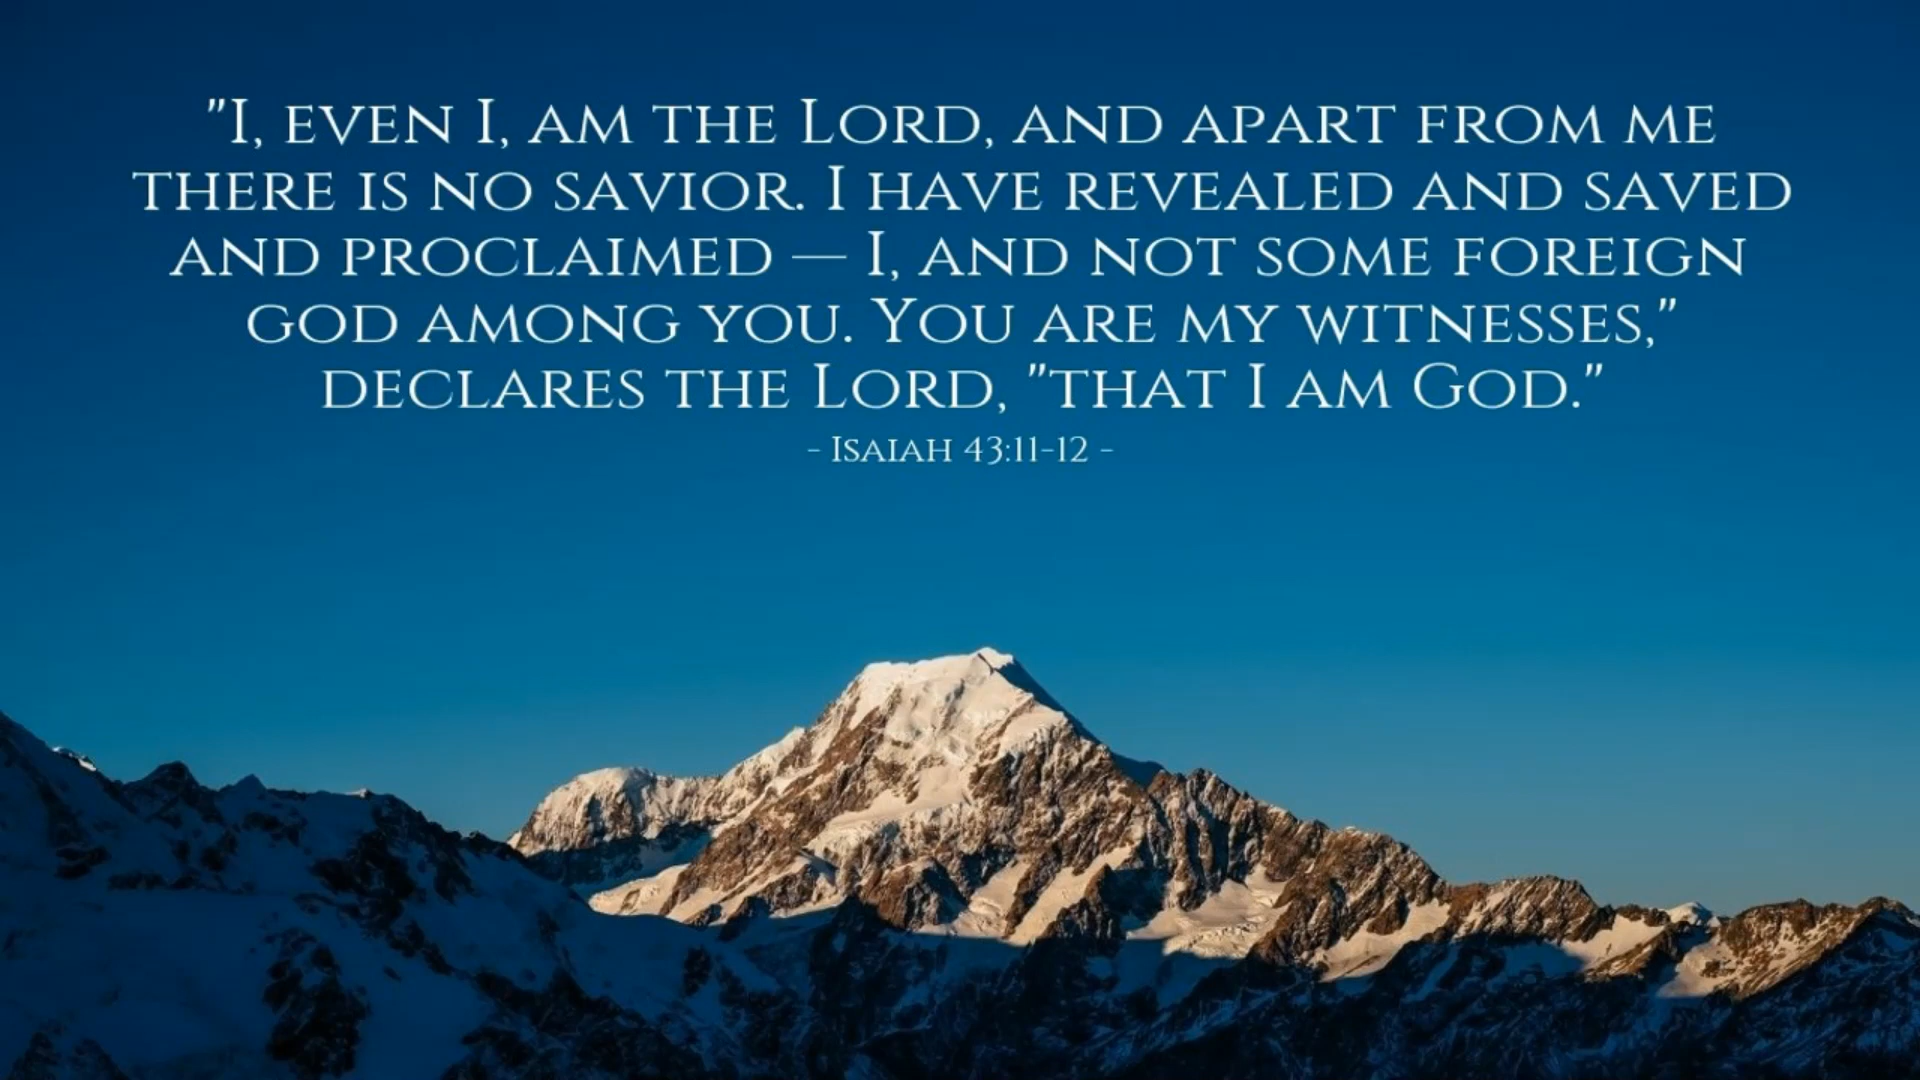 "I, even I, am the Lord, and apart from me
there is no savior. I have revealed and saved
and proclaimed — I, and not some foreign
god among you. You are my witnesses,"
declares the Lord, "that I am God."
- Isaiah 43:11-12 -